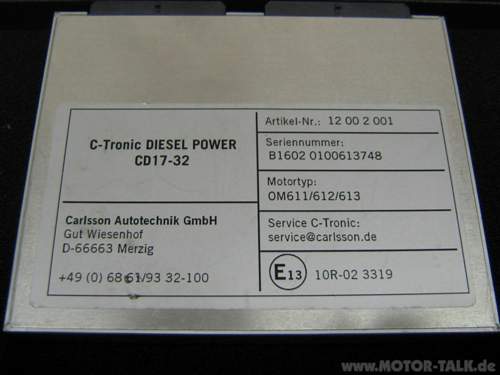 C-Tronic DIESEL POWER
CD17-32
Carlsson Autotechnik GmbH
Gut Wiesenhof
D-66663 Merzig
+49 (0) 68 61/93 32-100
Artikel-Nr.: 12 00 2 001
Seriennummer:
B1602 0100613748
Motortyp:
OM611/612/613
Service C-Tronic:
service@carlsson.de
E13 10R-02 3319
www.MOTOR-TALK.de